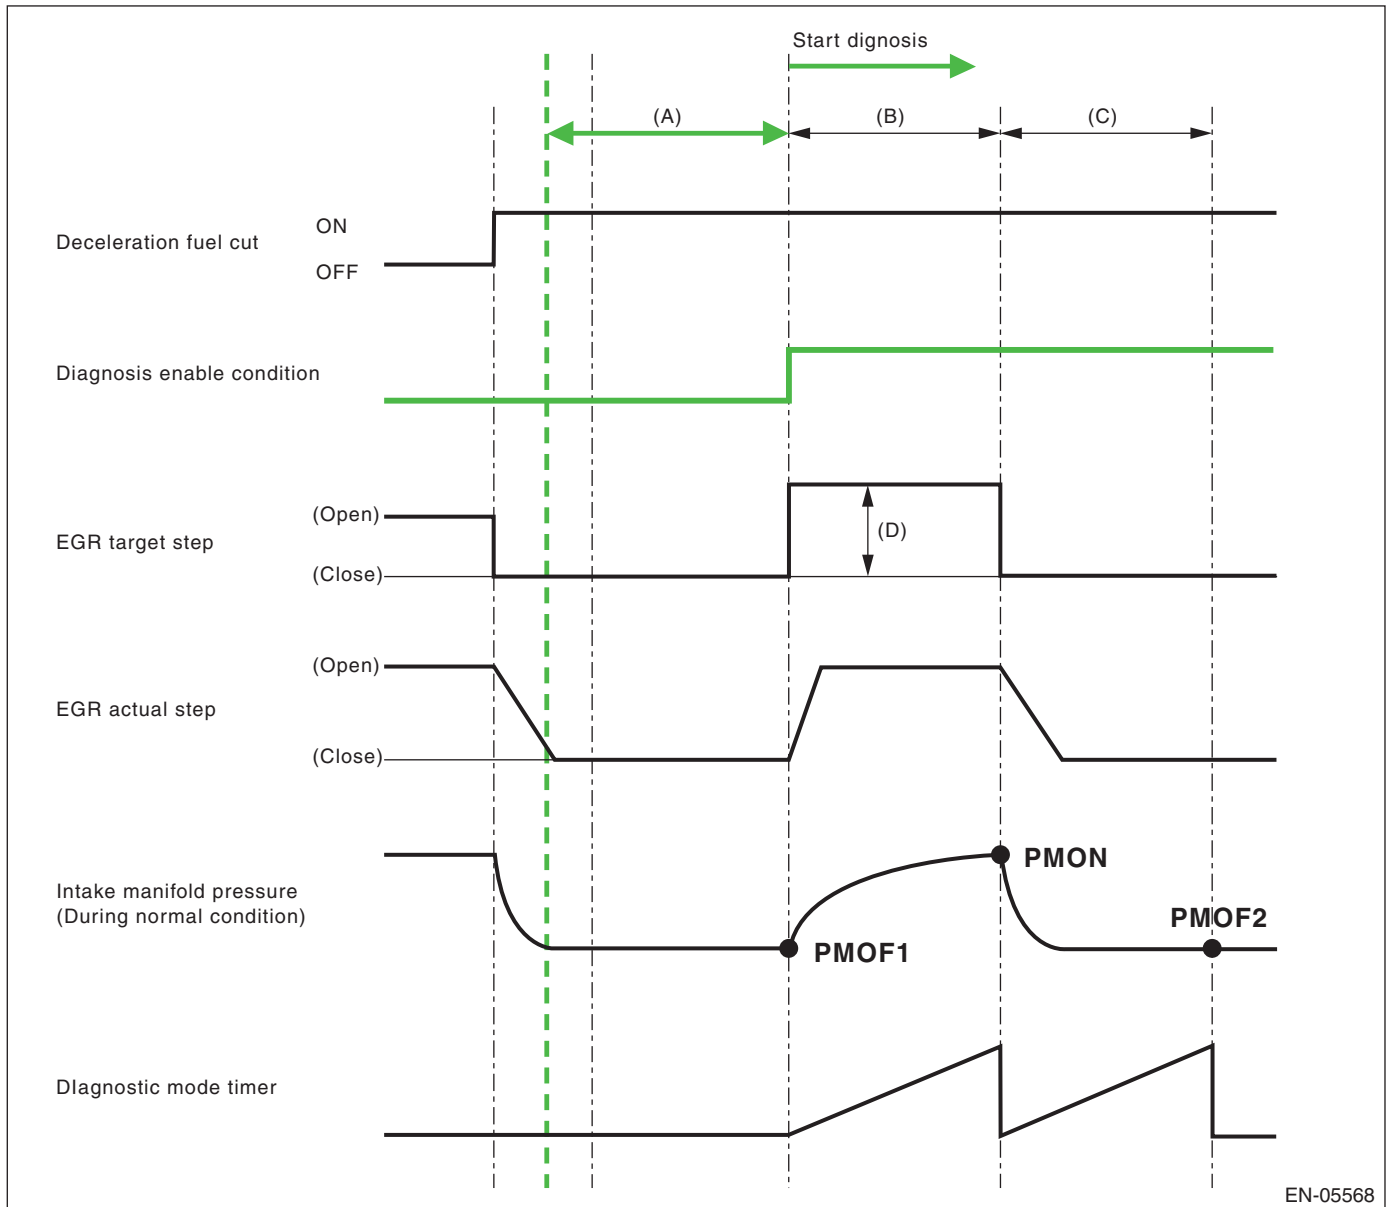 Start dignosis
(A)
(B)
(C)
Deceleration fuel cut
ON
OFF
Diagnosis enable condition
EGR target step
(Open)
(D)
(Close)
EGR actual step
(Open)
(Close)
Intake manifold pressure
(During normal condition)
PMON
PMOF2
PMOF1
DIagnostic mode timer
EN-05568